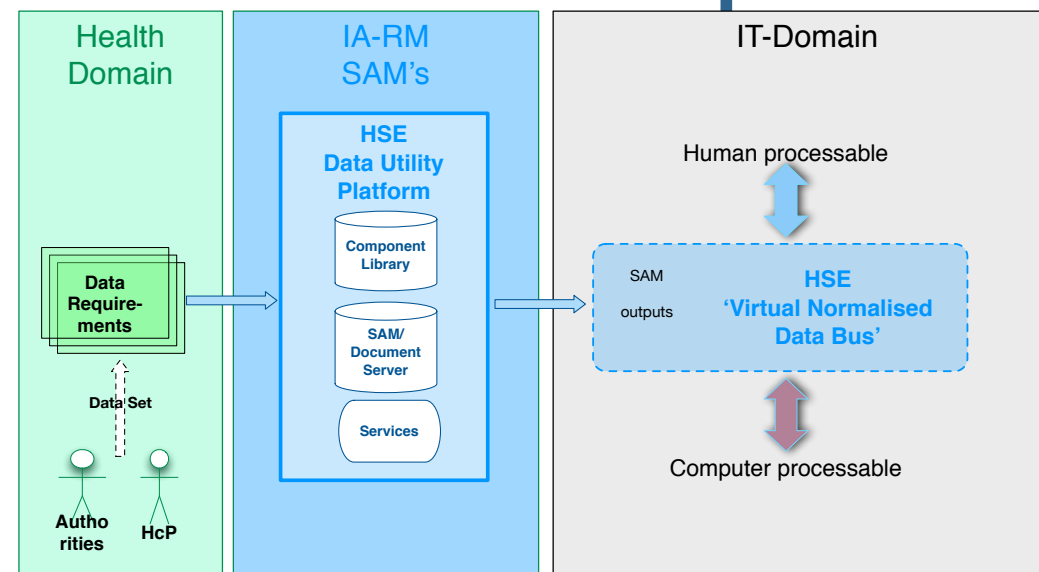 Health
Domain
Data
Require-
ments
Data Set
Autho
rities
HcP
IA-RM
SAM's
HSE
Data Utility
Platform
Component
Library
SAM/
Document
Server
Services
IT-Domain
Human processable
SAM
outputs
HSE
‘Virtual Normalised
Data Bus’
Computer processable